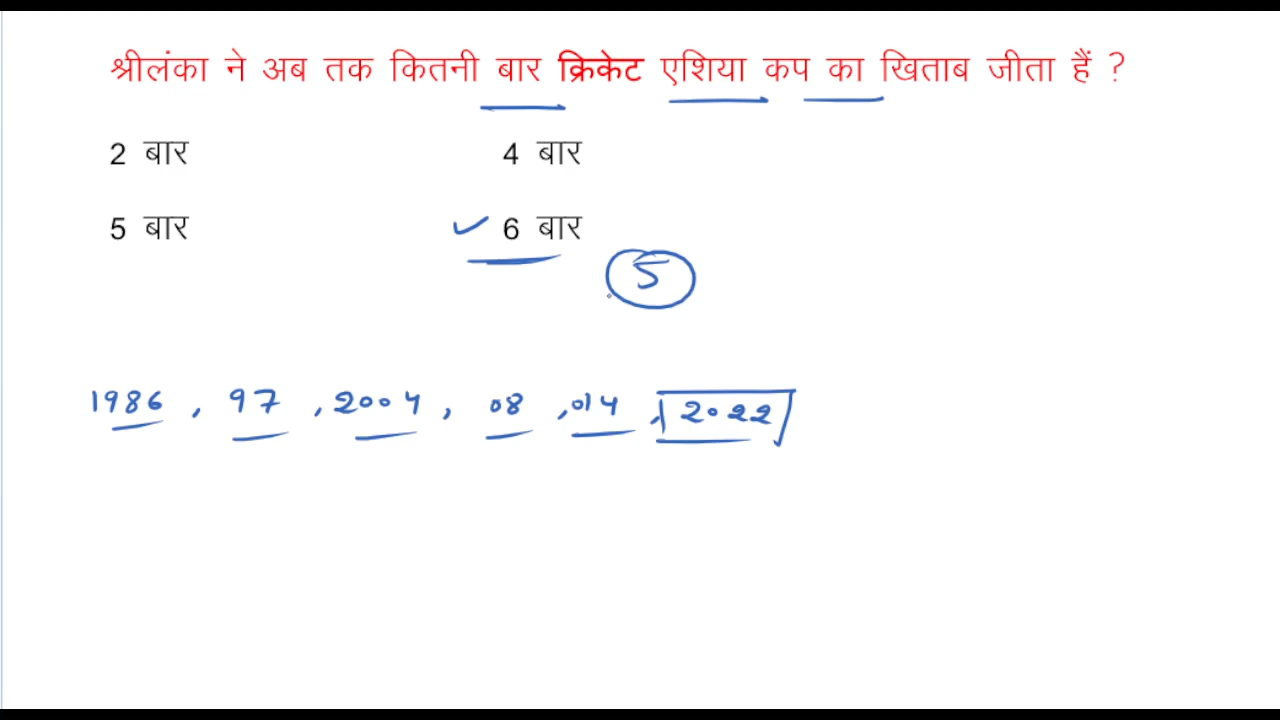 श्रीलंका ने अब तक कितनी बार क्रिकेट एशिया कप का खिताब जीता हैं ?
2 बार 4 बार
5 बार 6 बार
5
1986 , 97 , 2004 , 08 , 014 , 2022